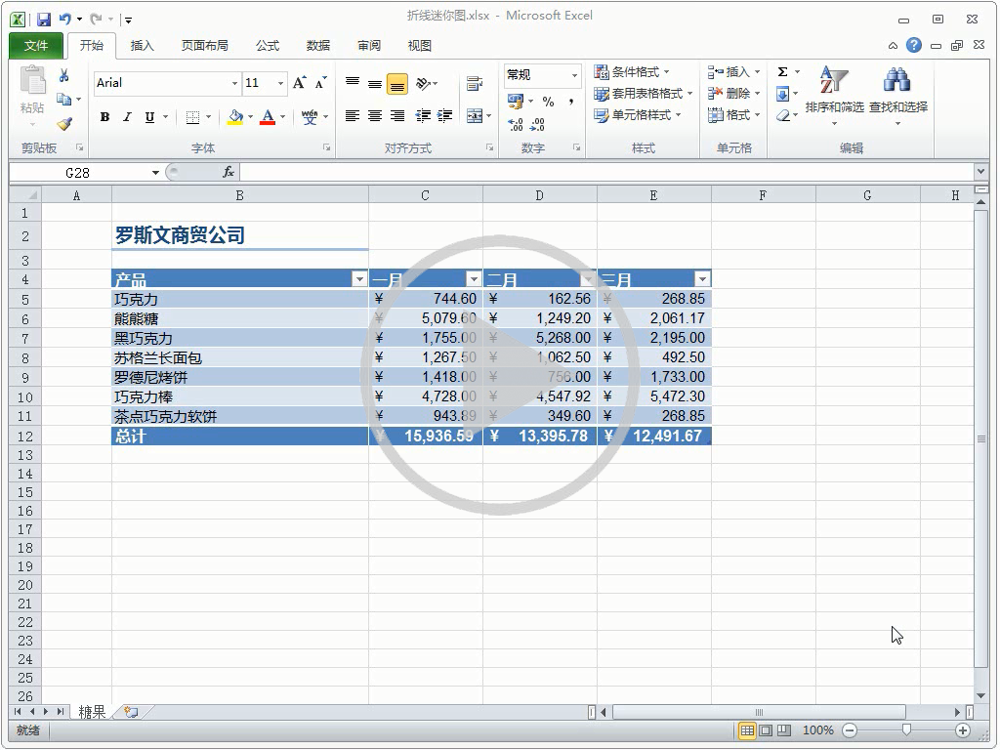 折线迷你图.xlsx - Microsoft Excel
文件 开始 插入 页面布局 公式 数据 审阅 视图
粘贴 Arial 11 常规 条件格式 插入 排序和筛选 查找和选择
套用表格格式 删除
B I U 单元格样式 格式
剪贴板 字体 对齐方式 数字 样式 单元格 编辑
G28 fx
A B C D E F G H
1
2 罗斯文商贸公司
3
4 产品 一月 二月 三月
5 巧克力 ¥ 744.60 ¥ 162.56 ¥ 268.85
6 熊熊糖 ¥ 5,079.60 ¥ 1,249.20 ¥ 2,061.17
7 黑巧克力 ¥ 1,755.00 ¥ 5,268.00 ¥ 2,195.00
8 苏格兰长面包 ¥ 1,267.50 ¥ 1,062.50 ¥ 492.50
9 罗德尼烤饼 ¥ 1,418.00 ¥ 756.00 ¥ 1,733.00
10 巧克力棒 ¥ 4,728.00 ¥ 4,547.92 ¥ 5,472.30
11 茶点巧克力软饼 ¥ 943.89 ¥ 349.60 ¥ 268.85
12 总计 ¥ 15,936.59 ¥ 13,395.78 ¥ 12,491.67
13
14
15
16
17
18
19
20
21
22
23
24
25
26
糖果
就绪 100%